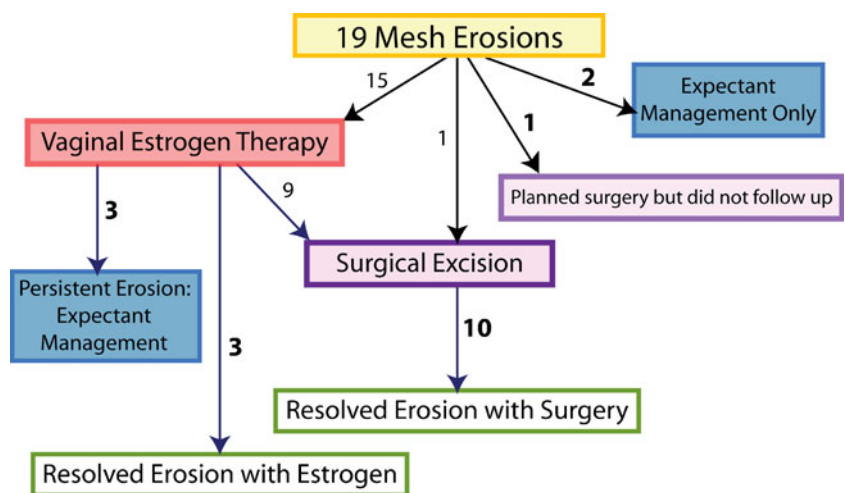 19 Mesh Erosions
15
1
1
2
Expectant
Management Only
Vaginal Estrogen Therapy
Planned surgery but did not follow up
3
3
9
Surgical Excision
Persistent Erosion:
Expectant
Management
10
Resolved Erosion with Surgery
Resolved Erosion with Estrogen